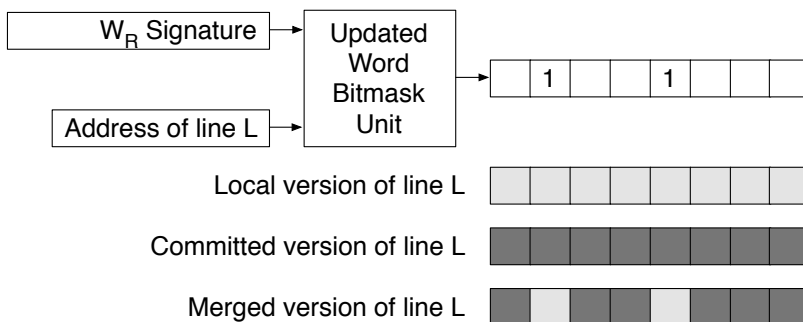 W_R Signature
Address of line L
Updated
Word
Bitmask
Unit
1 1
Local version of line L
Committed version of line L
Merged version of line L